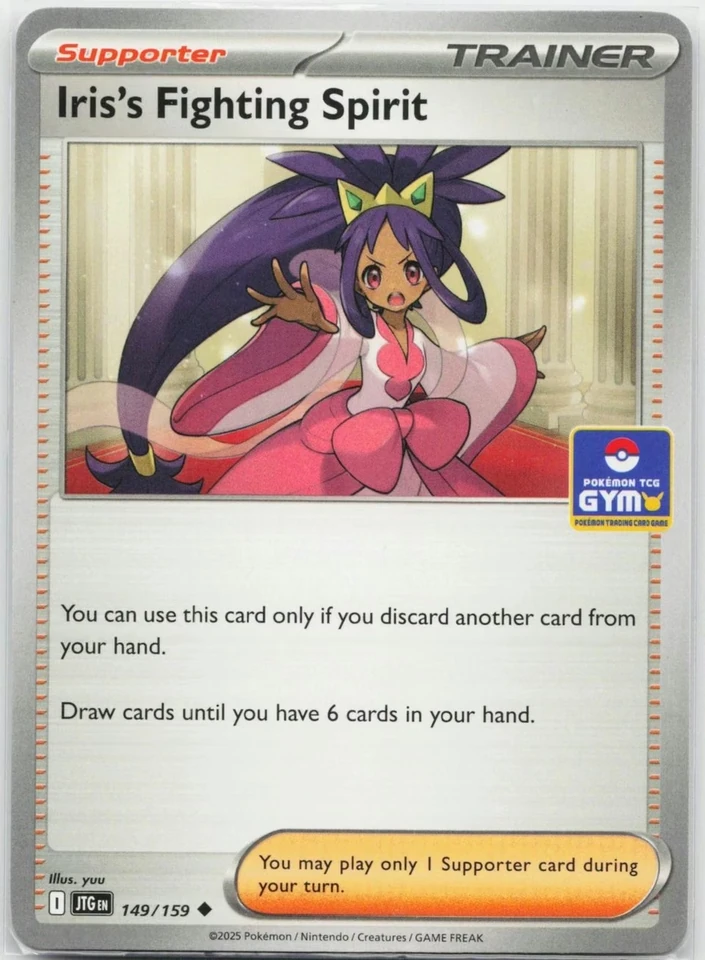 Supporter
TRAINER
Iris's Fighting Spirit
POKÉMON TCG
GYM
POKÉMON TRADING CARD GAME
You can use this card only if you discard another card from
your hand.
Draw cards until you have 6 cards in your hand.
You may play only 1 Supporter card during
your turn.
Illus. yuu
I JTG EN 149/159
©2025 Pokémon / Nintendo / Creatures / GAME FREAK